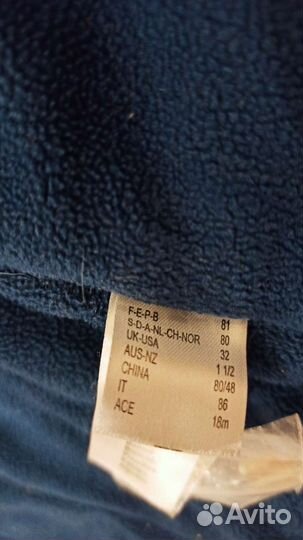 F-E-P-B 81
S-D-A-NL-CH-NOR 80
UK-USA 32
AUS-NZ 1 1/2
CHINA 80/48
IT 86
ACE 18m
Avito